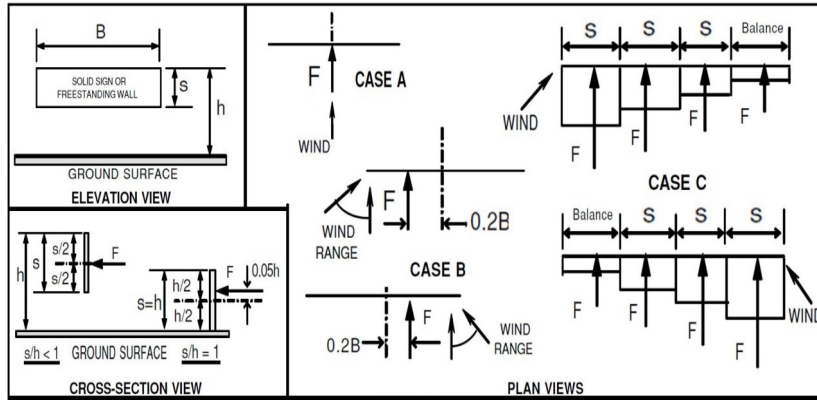 B
SOLID SIGN OR
FREESTANDING WALL
s
h
GROUND SURFACE
ELEVATION VIEW
h
s
s/2
s/2
F
s=h
h/2
h/2
F
0.05h
s/h < 1
GROUND SURFACE
s/h = 1
CROSS-SECTION VIEW
F
CASE A
WIND
F
WIND
RANGE
0.2B
CASE B
0.2B
F
WIND
RANGE
S
S
S
Balance
WIND
F
F
F
F
CASE C
Balance
S
S
S
F
F
F
F
WIND
PLAN VIEWS